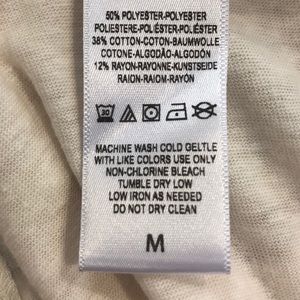 50% POLYESTER-POLYESTER
POLIESTERE-POLIÉSTER-POLIÉSTER
38% COTTON-COTON-BAUMWOLLE
COTONE-ALGODÃO-ALGODÓN
12% RAYON-RAYONNE-KUNSTSEIDE
RAION-RAIOM-RAYÓN
30
MACHINE WASH COLD GELTLE
WITH LIKE COLORS USE ONLY
NON-CHLORINE BLEACH
TUMBLE DRY LOW
LOW IRON AS NEEDED
DO NOT DRY CLEAN
M